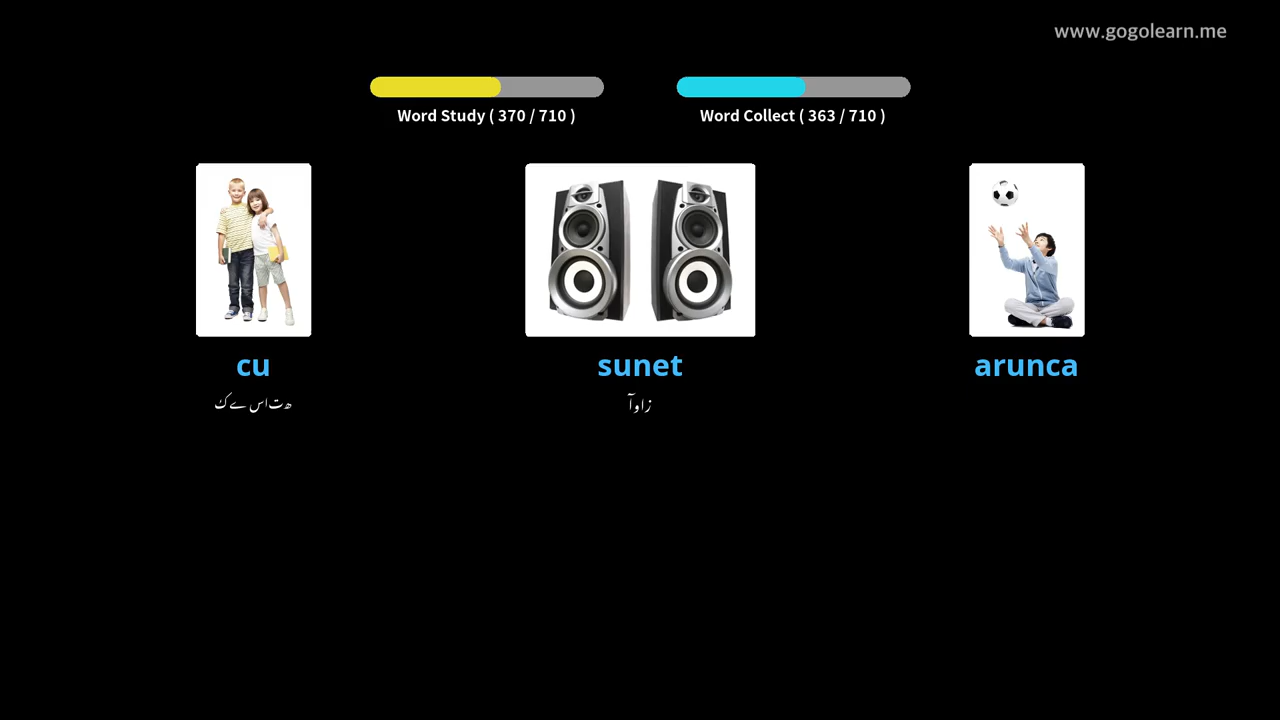 www.gogolearn.me
Word Study ( 370 / 710 )
Word Collect ( 363 / 710 )
cu
sunet
arunca
ھتاس ےک
زاوآ